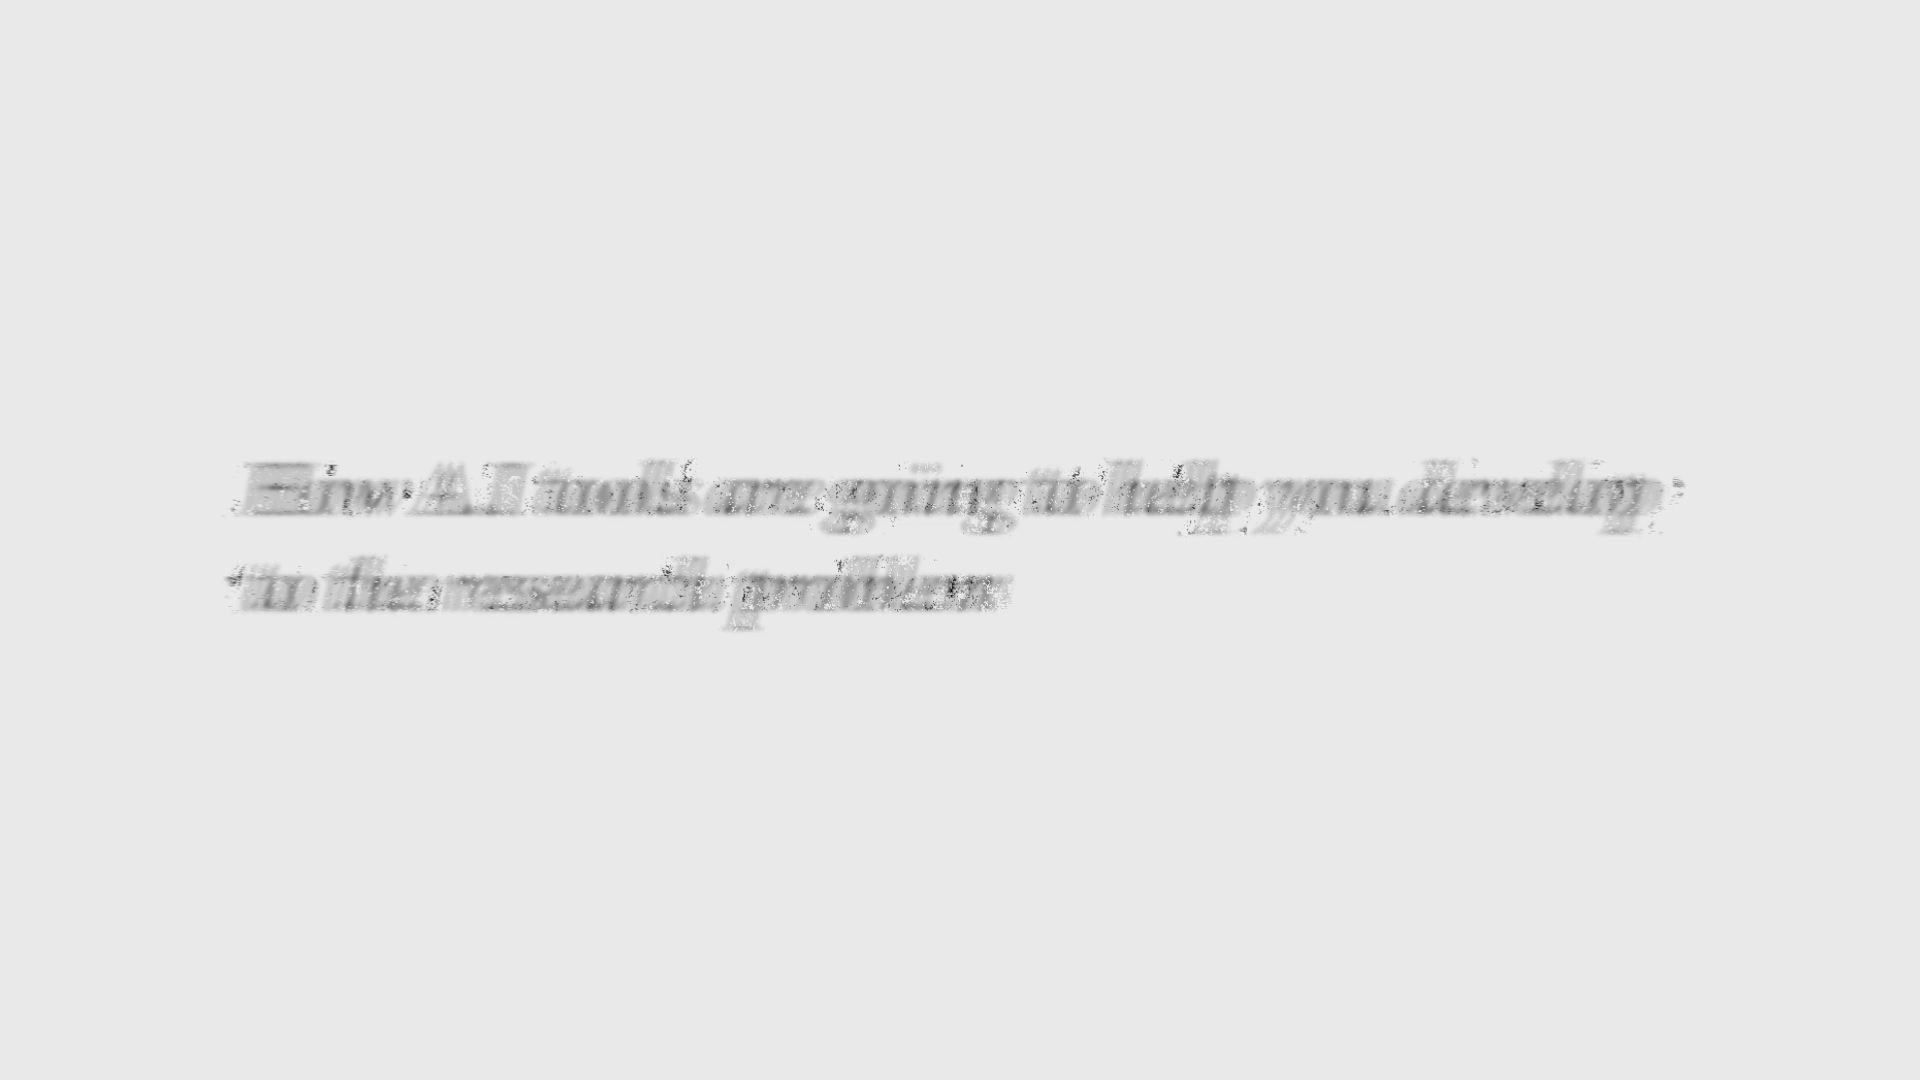 How AI tools are going to help you develop
the research problem